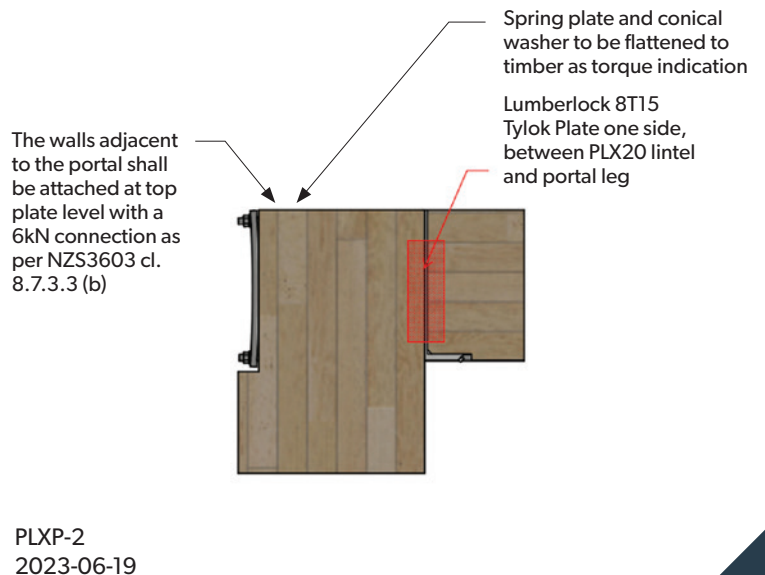 Spring plate and conical
washer to be flattened to
timber as torque indication
Lumberlock 8T15
Tylok Plate one side,
between PLX20 lintel
and portal leg
The walls adjacent
to the portal shall
be attached at top
plate level with a
6kN connection as
per NZS3603 cl.
8.7.3.3 (b)
PLXP-2
2023-06-19